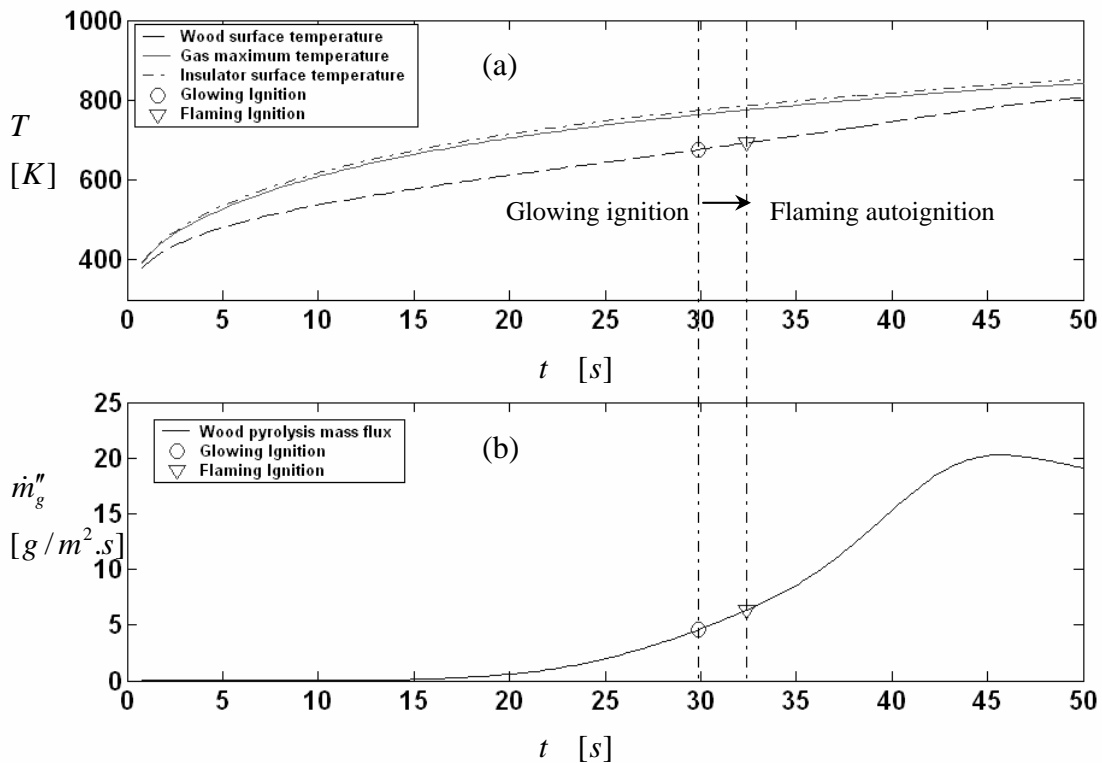 1000
800
600
400
T
[K]
Wood surface temperature
Gas maximum temperature
Insulator surface temperature
Glowing Ignition
Flaming Ignition
(a)
Glowing ignition
Flaming autoignition
0 5 10 15 20 25 30 35 40 45 50
t [s]
25
20
15
10
5
0
ṁ″g
[g/m².s]
Wood pyrolysis mass flux
Glowing Ignition
Flaming Ignition
(b)
0 5 10 15 20 25 30 35 40 45 50
t [s]